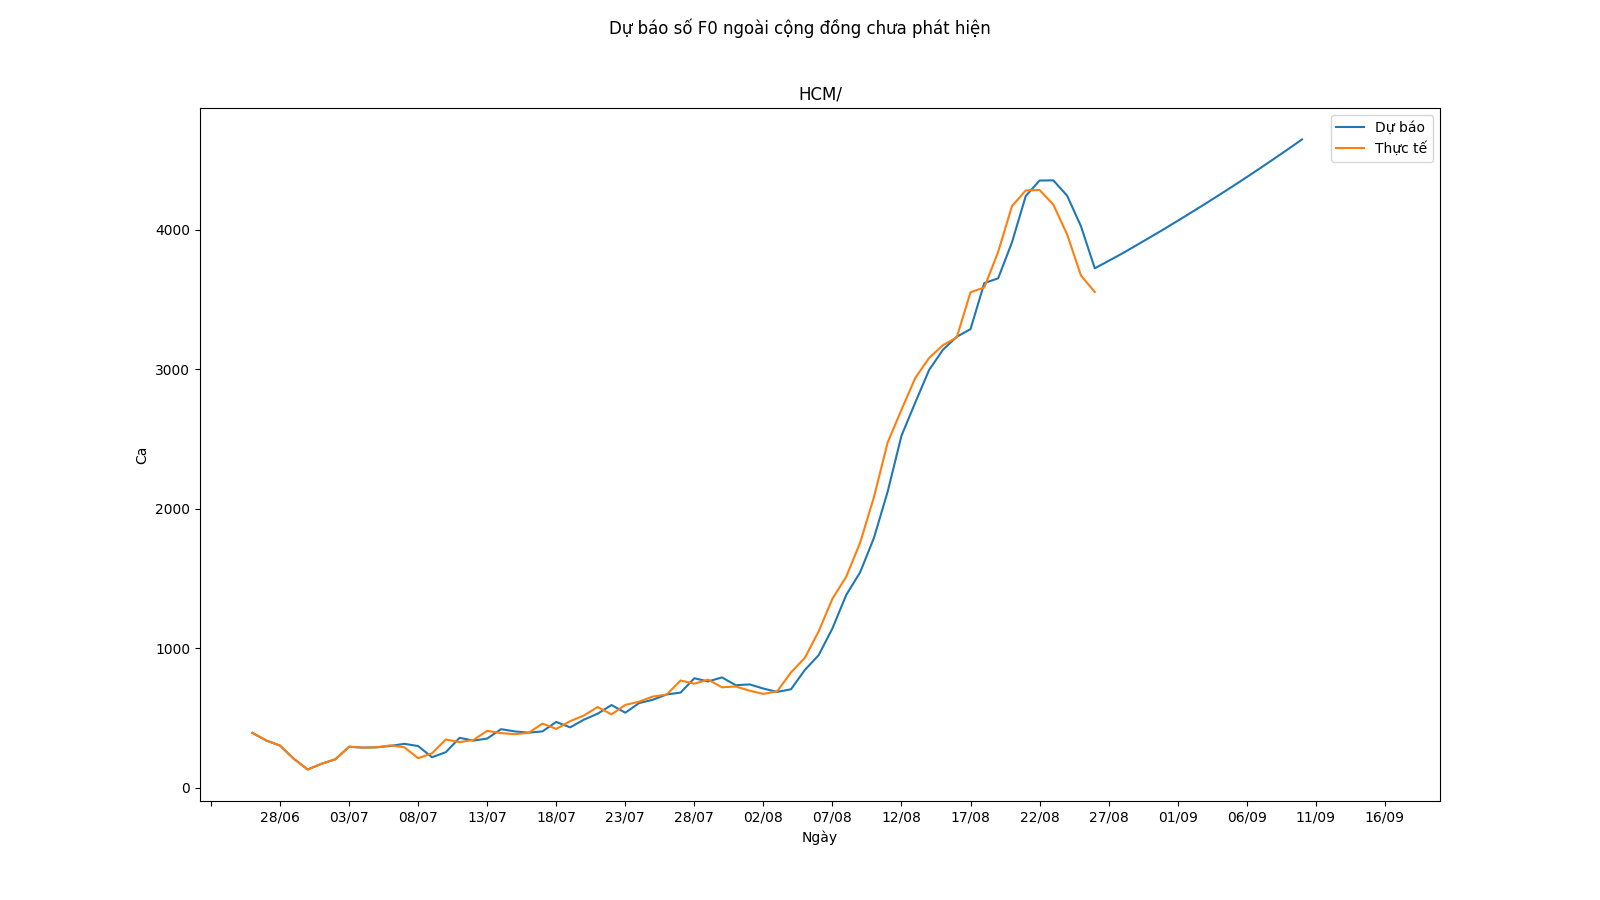 Dự báo số F0 ngoài cộng đồng chưa phát hiện
HCM/
Dự báo
Thực tế
4000
3000
2000
1000
0
Ca
28/06 03/07 08/07 13/07 18/07 23/07 28/07 02/08 07/08 12/08 17/08 22/08 27/08 01/09 06/09 11/09 16/09
Ngày